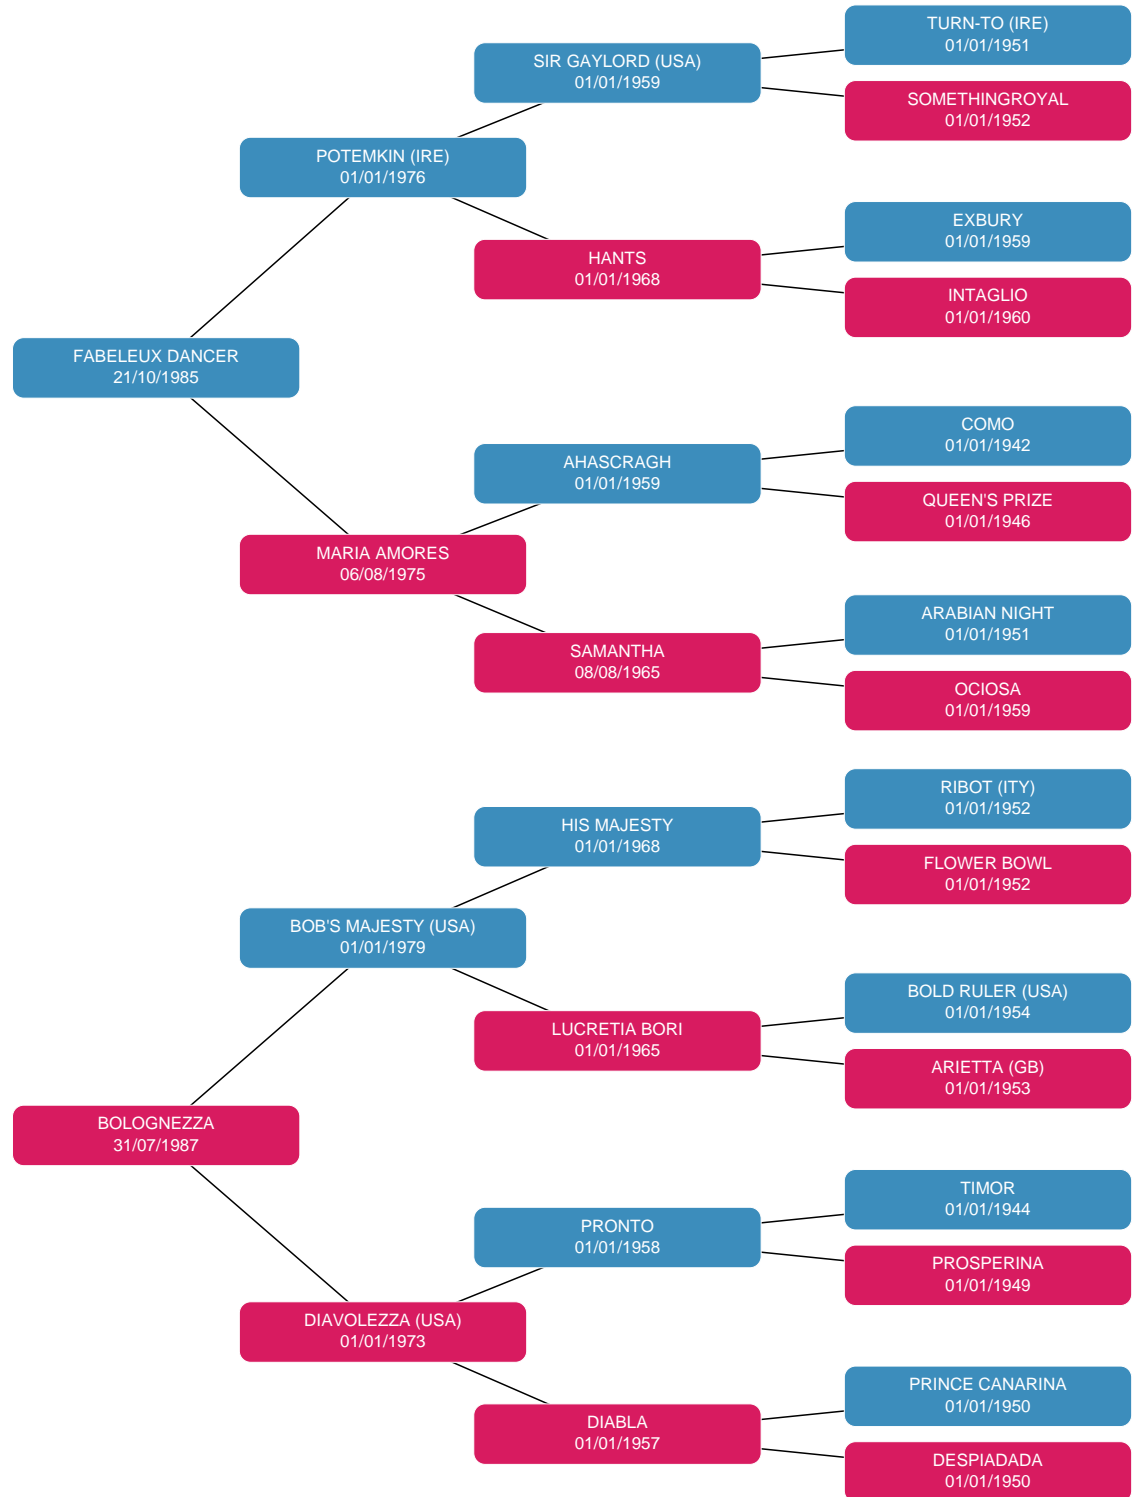 TURN-TO (IRE)
01/01/1951
SIR GAYLORD (USA)
01/01/1959
SOMETHINGROYAL
01/01/1952
POTEMKIN (IRE)
01/01/1976
EXBURY
01/01/1959
HANTS
01/01/1968
INTAGLIO
01/01/1960
FABELEUX DANCER
21/10/1985
COMO
01/01/1942
AHASCRAGH
01/01/1959
QUEEN'S PRIZE
01/01/1946
MARIA AMORES
06/08/1975
ARABIAN NIGHT
01/01/1951
SAMANTHA
08/08/1965
OCIOSA
01/01/1959
RIBOT (ITY)
01/01/1952
HIS MAJESTY
01/01/1968
FLOWER BOWL
01/01/1952
BOB'S MAJESTY (USA)
01/01/1979
BOLD RULER (USA)
01/01/1954
LUCRETIA BORI
01/01/1965
ARIETTA (GB)
01/01/1953
BOLOGNEZZA
31/07/1987
TIMOR
01/01/1944
PRONTO
01/01/1958
PROSPERINA
01/01/1949
DIAVOLEZZA (USA)
01/01/1973
PRINCE CANARINA
01/01/1950
DIABLA
01/01/1957
DESPIADADA
01/01/1950